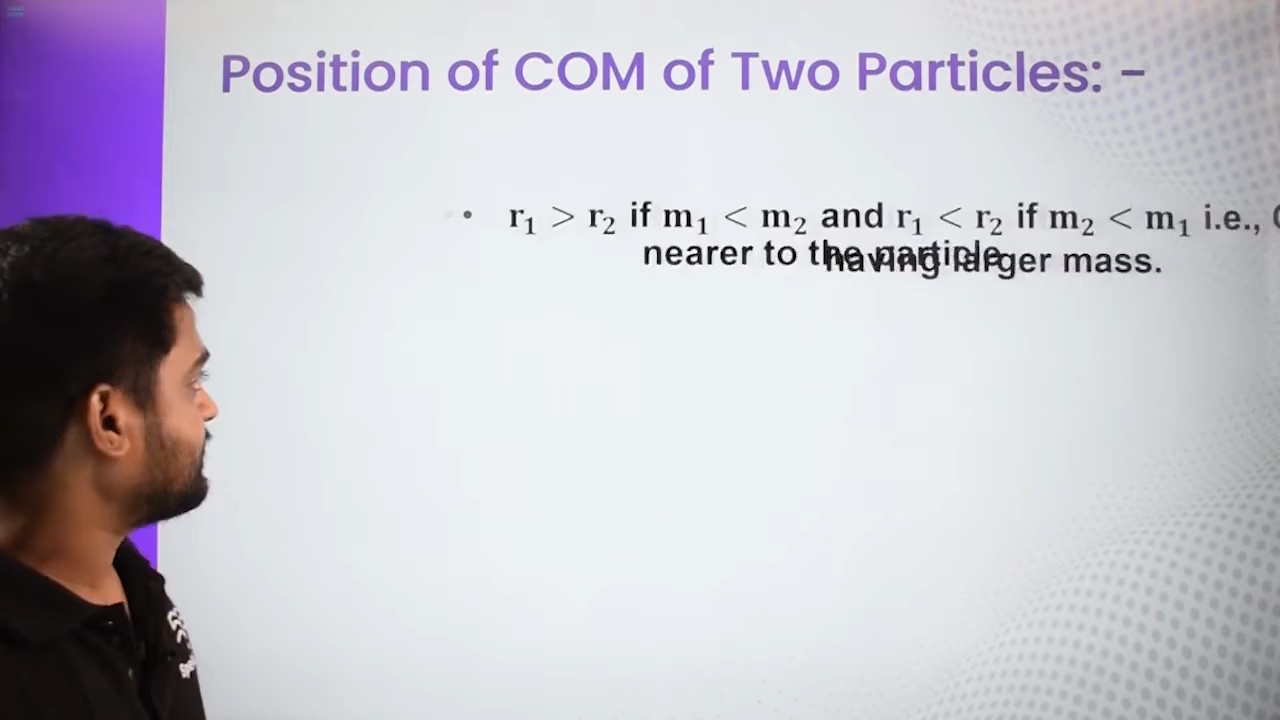 Position of COM of Two Particles: -
• r₁ > r₂ if m₁ < m₂ and r₁ < r₂ if m₂ < m₁ i.e.,
nearer to the particle
having larger mass.